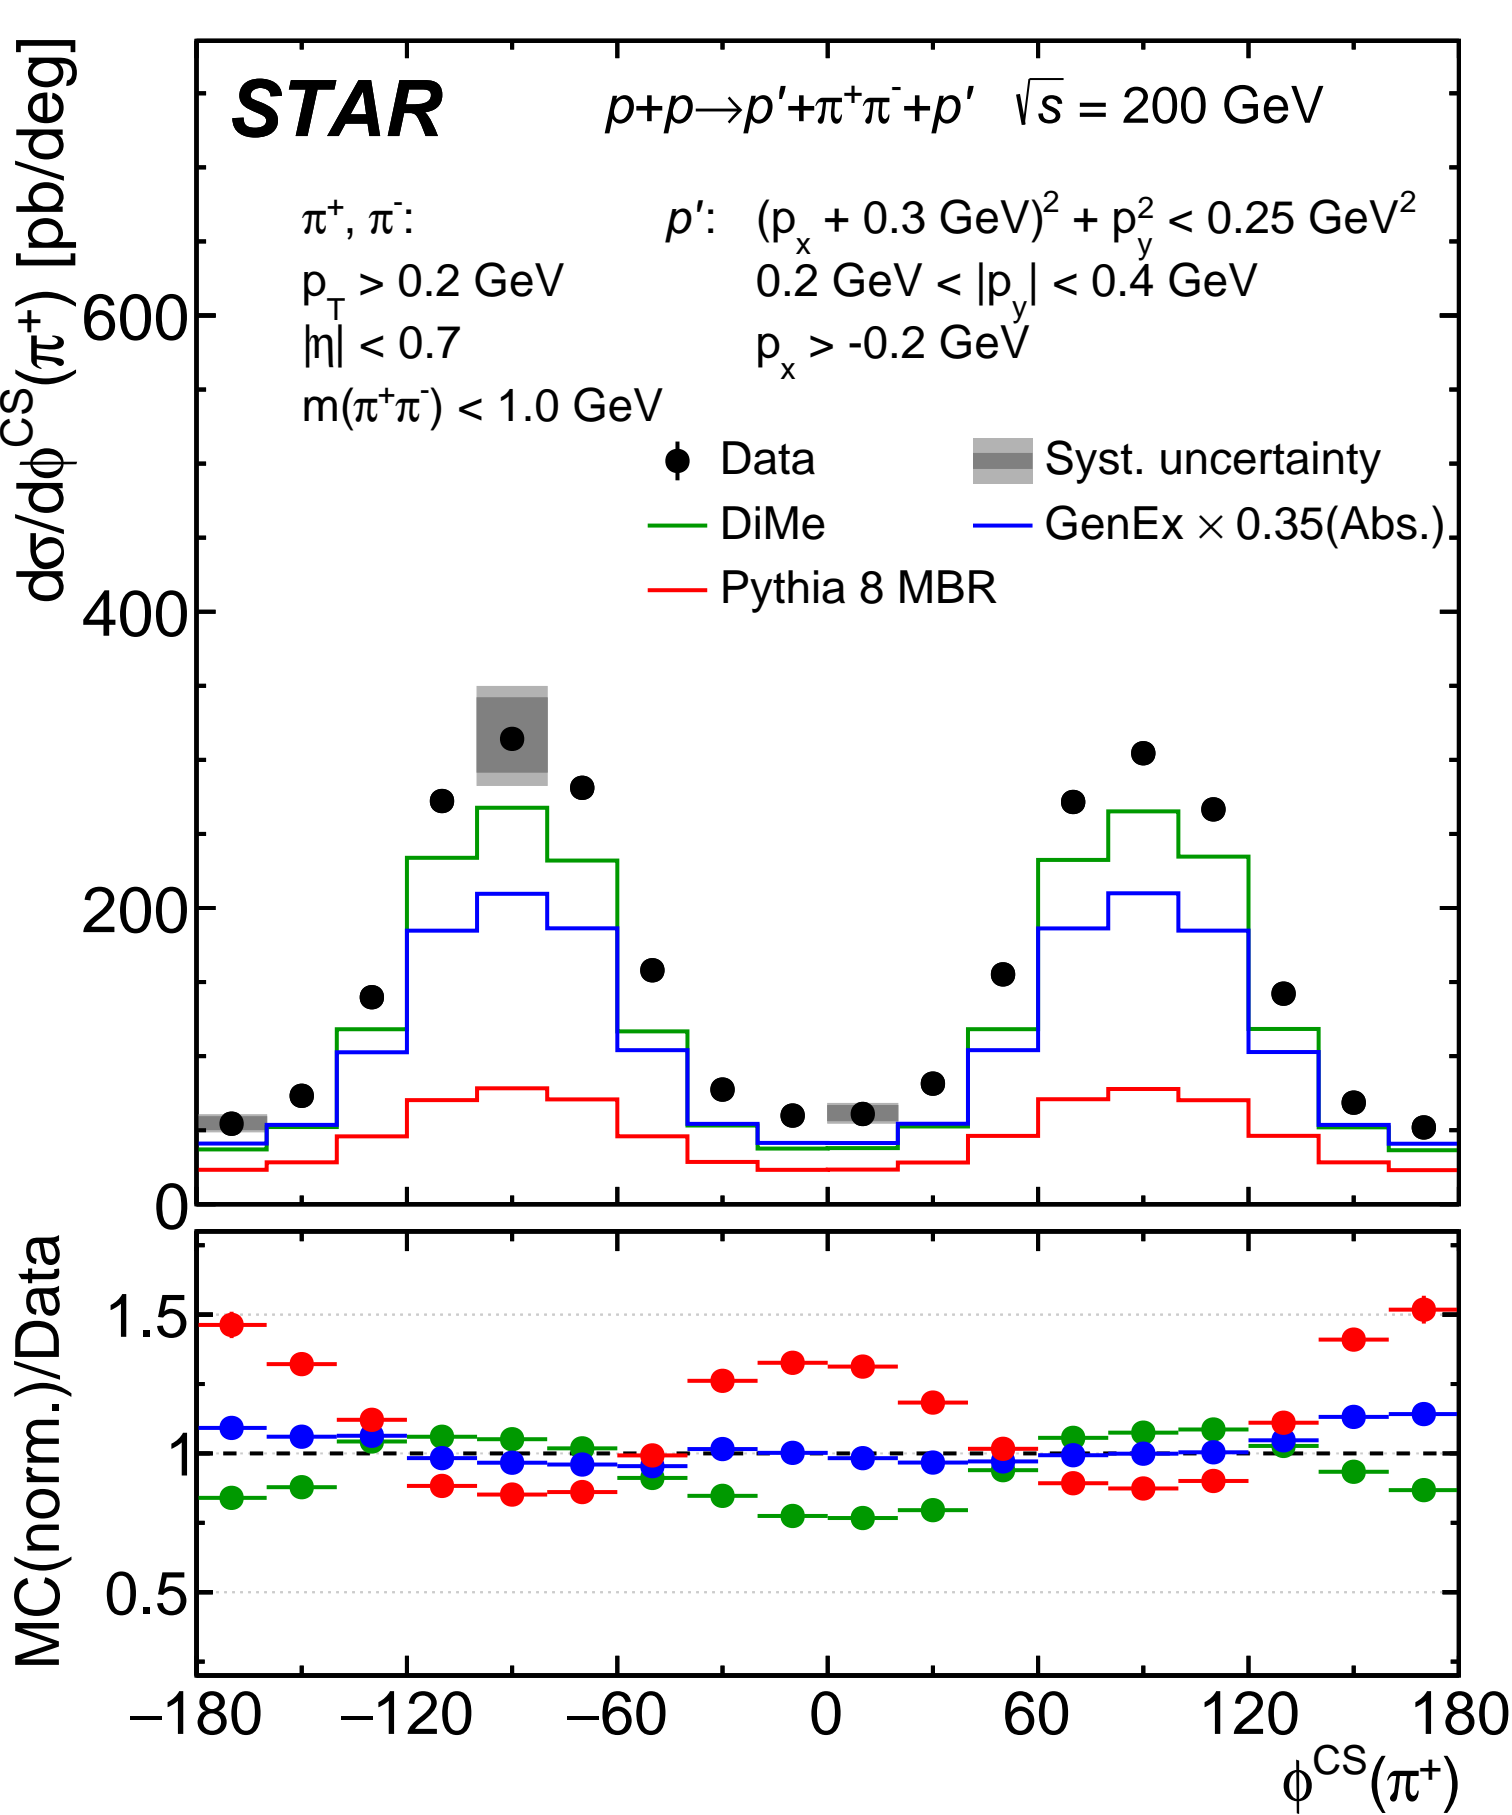 STAR p+p→p′+π⁺π⁻+p′ √s = 200 GeV
π⁺, π⁻: p′: (pₓ + 0.3 GeV)² + p_y² < 0.25 GeV²
p_T > 0.2 GeV 0.2 GeV < |p_y| < 0.4 GeV
|η| < 0.7 pₓ > -0.2 GeV
m(π⁺π⁻) < 1.0 GeV
Data Syst. uncertainty
DiMe GenEx × 0.35(Abs.)
Pythia 8 MBR
dσ/dϕ^CS(π⁺) [pb/deg]
600
400
200
0
MC(norm.)/Data
1.5
1
0.5
−180 −120 −60 0 60 120 180
ϕ^CS(π⁺)